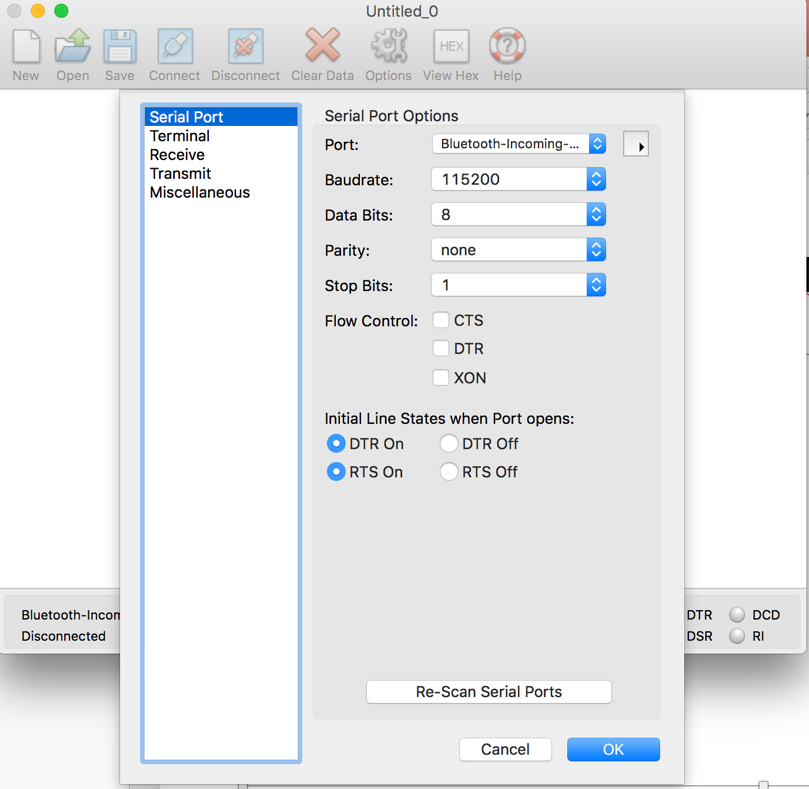 Untitled_0
New Open Save Connect Disconnect Clear Data Options HEX View Hex Help
Serial Port
Terminal
Receive
Transmit
Miscellaneous
Serial Port Options
Port: Bluetooth-Incoming-...
Baudrate: 115200
Data Bits: 8
Parity: none
Stop Bits: 1
Flow Control: CTS
DTR
XON
Initial Line States when Port opens:
DTR On DTR Off
RTS On RTS Off
Re-Scan Serial Ports
Cancel OK
Bluetooth-Incom
Disconnected
DTR DCD
DSR RI